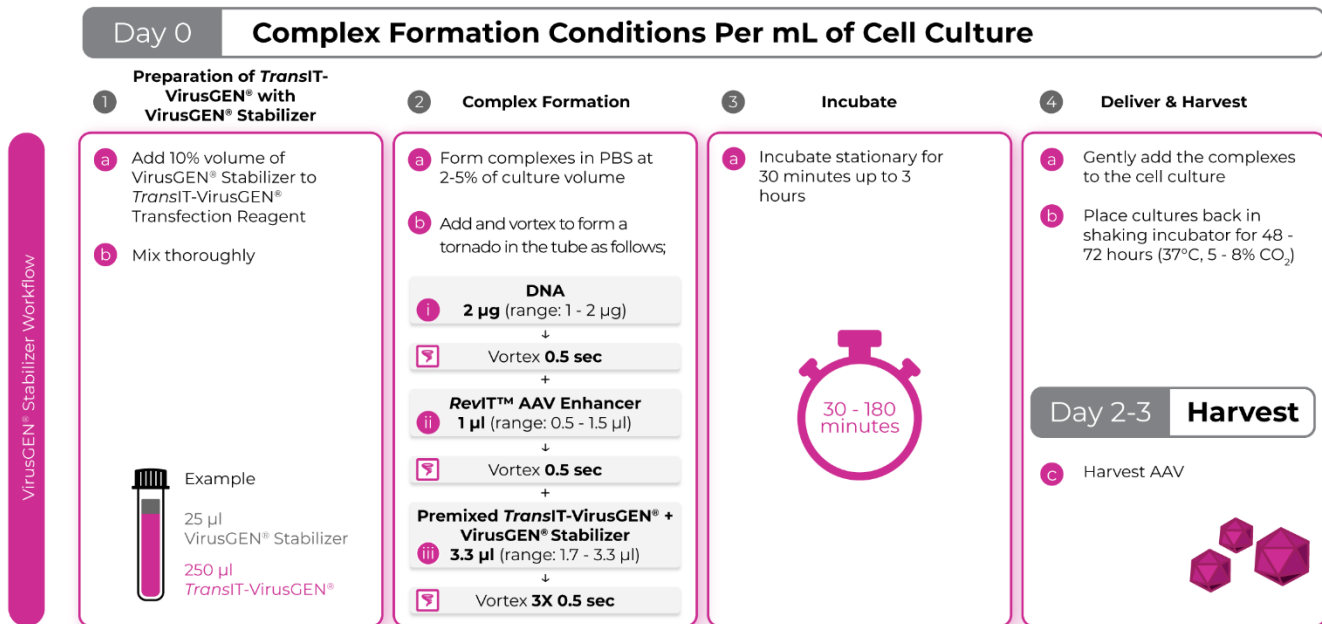 Day 0
Complex Formation Conditions Per mL of Cell Culture
VirusGEN® Stabilizer Workflow
1
Preparation of TransIT-
VirusGEN® with
VirusGEN® Stabilizer
a
Add 10% volume of
VirusGEN® Stabilizer to
TransIT-VirusGEN®
Transfection Reagent
b
Mix thoroughly
Example
25 µl
VirusGEN® Stabilizer
250 µl
TransIT-VirusGEN®
2
Complex Formation
a
Form complexes in PBS at
2-5% of culture volume
b
Add and vortex to form a
tornado in the tube as follows;
DNA
i
2 µg (range: 1 - 2 µg)
↓
Vortex 0.5 sec
+
RevIT™ AAV Enhancer
ii
1 µl (range: 0.5 - 1.5 µl)
↓
Vortex 0.5 sec
+
Premixed TransIT-VirusGEN® +
VirusGEN® Stabilizer
iii
3.3 µl (range: 1.7 - 3.3 µl)
↓
Vortex 3X 0.5 sec
3
Incubate
a
Incubate stationary for
30 minutes up to 3
hours
30 - 180
minutes
4
Deliver & Harvest
a
Gently add the complexes
to the cell culture
b
Place cultures back in
shaking incubator for 48 -
72 hours (37°C, 5 - 8% CO₂)
Day 2-3
Harvest
c
Harvest AAV